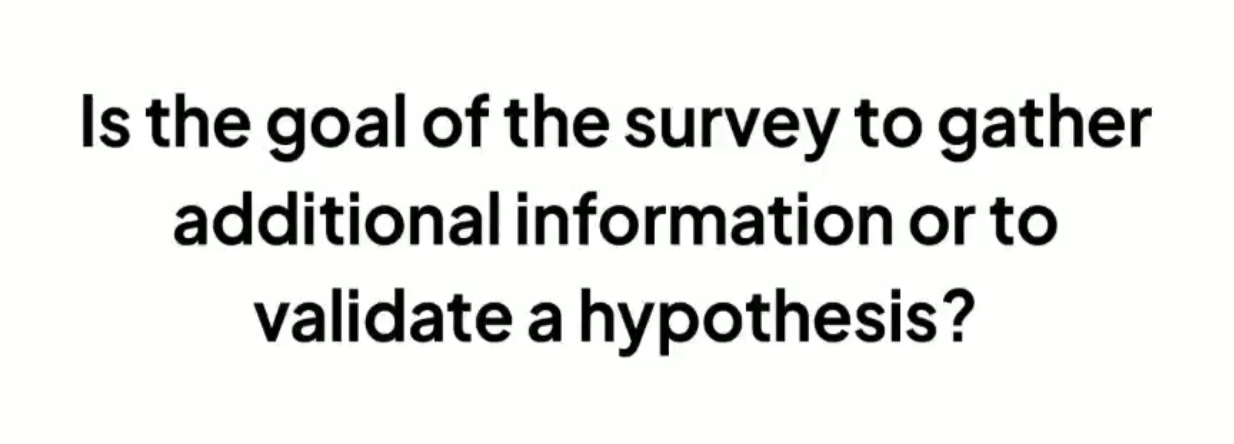 Is the goal of the survey to gather
additional information or to
validate a hypothesis?